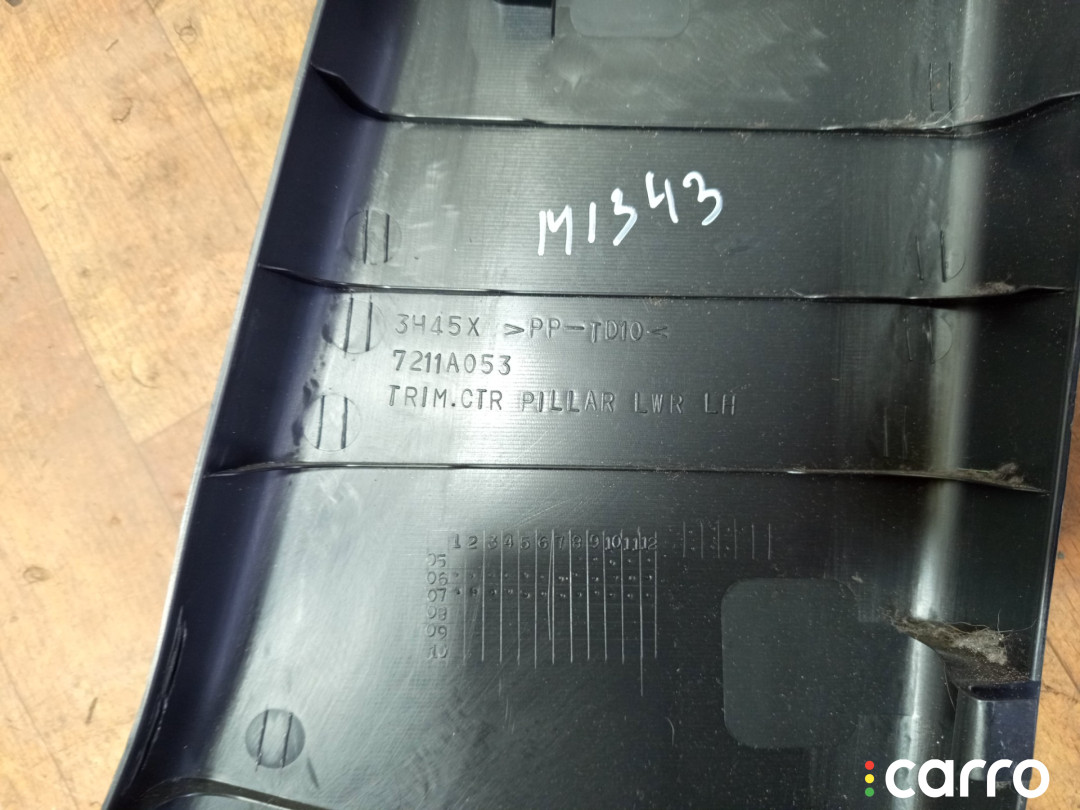 M1343
3H45X >PP-TD10<
7211A053
TRIM.CTR PILLAR LWR LH
1 2 3 4 5 6 7 8 9 10 11 12
05
06
07
08
09
10
carro